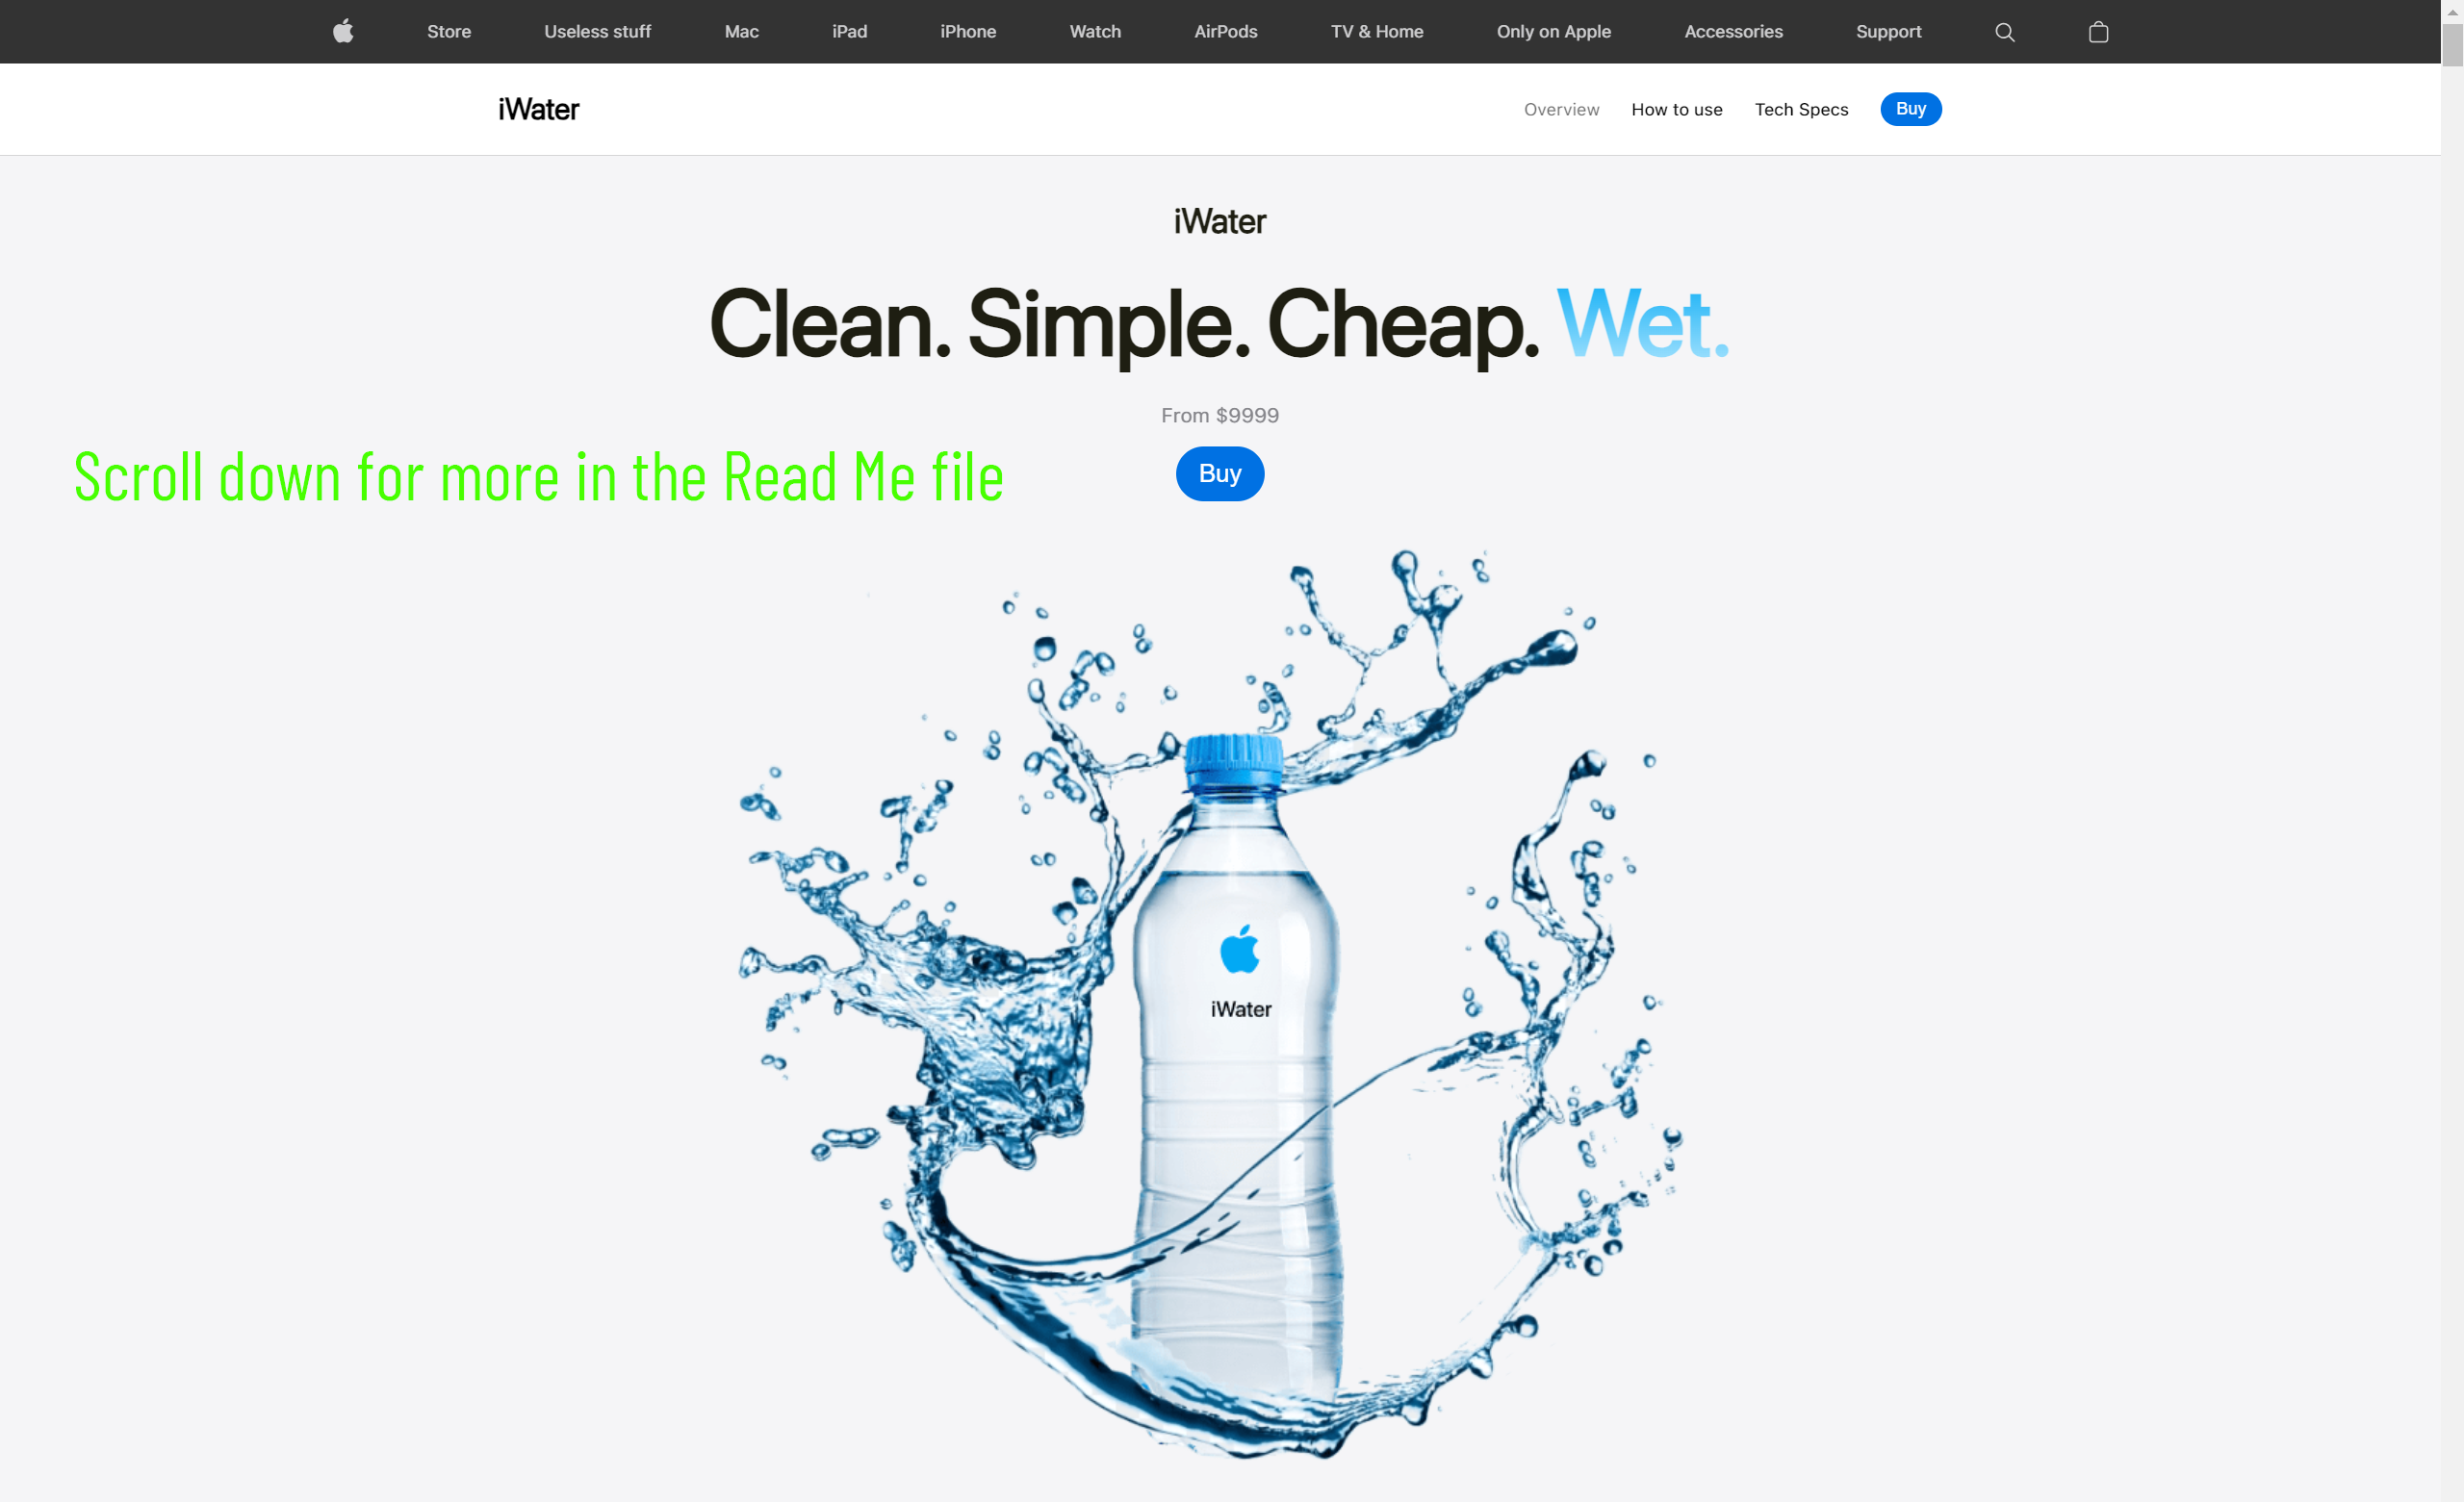 Store Useless stuff Mac iPad iPhone Watch AirPods TV & Home Only on Apple Accessories Support
iWater Overview How to use Tech Specs Buy
iWater
Clean. Simple. Cheap. Wet.
From $9999
Scroll down for more in the Read Me file
Buy
iWater